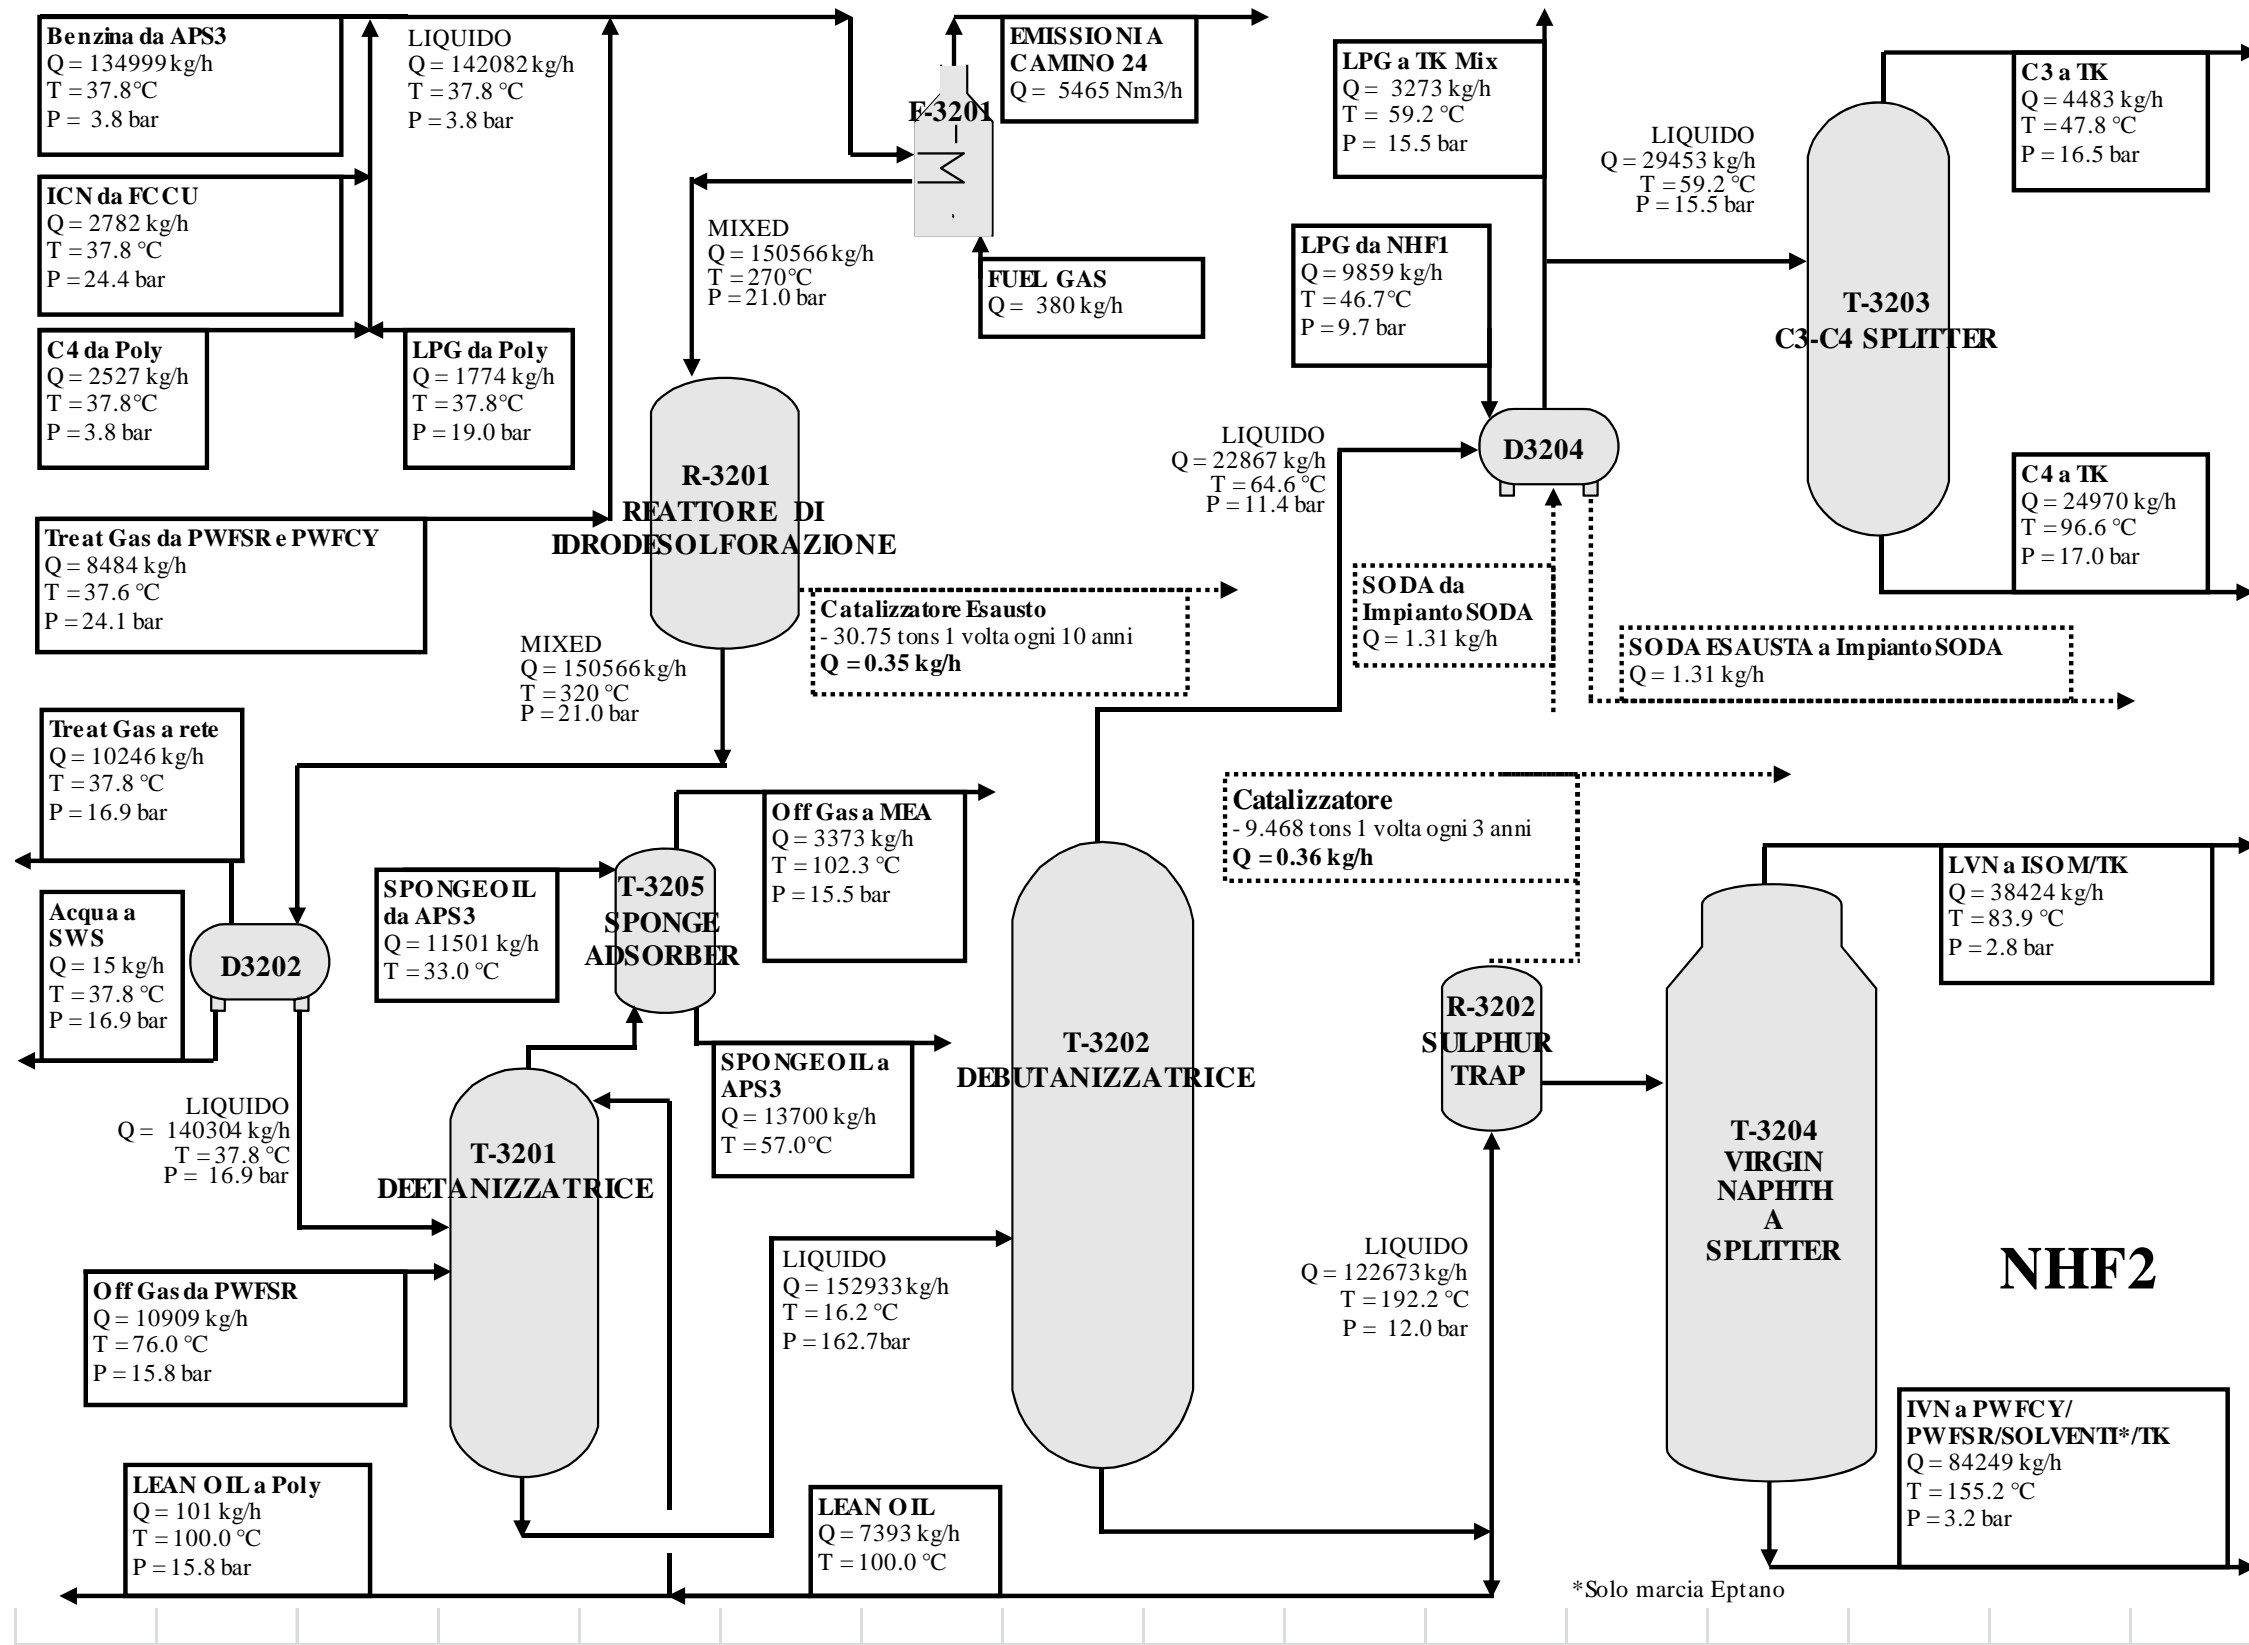 Benzina da APS3
Q = 134999 kg/h
T = 37.8°C
P = 3.8 bar
LIQUIDO
Q = 142082 kg/h
T = 37.8 °C
P = 3.8 bar
ICN da FCCU
Q = 2782 kg/h
T = 37.8 °C
P = 24.4 bar
C4 da Poly
Q = 2527 kg/h
T = 37.8°C
P = 3.8 bar
LPG da Poly
Q = 1774 kg/h
T = 37.8°C
P = 19.0 bar
Treat Gas da PWFSR e PWFCY
Q = 8484 kg/h
T = 37.6 °C
P = 24.1 bar
F-3201
EMISSIONI A
CAMINO 24
Q = 5465 Nm3/h
FUEL GAS
Q = 380 kg/h
MIXED
Q = 150566 kg/h
T = 270°C
P = 21.0 bar
R-3201
REATTORE DI
IDRODESOLFORAZIONE
Catalizzatore Esausto
- 30.75 tons 1 volta ogni 10 anni
Q = 0.35 kg/h
MIXED
Q = 150566 kg/h
T = 320 °C
P = 21.0 bar
LPG a TK Mix
Q = 3273 kg/h
T = 59.2 °C
P = 15.5 bar
LPG da NHF1
Q = 9859 kg/h
T = 46.7°C
P = 9.7 bar
LIQUIDO
Q = 29453 kg/h
T = 59.2 °C
P = 15.5 bar
T-3203
C3-C4 SPLITTER
C3 a TK
Q = 4483 kg/h
T = 47.8 °C
P = 16.5 bar
C4 a TK
Q = 24970 kg/h
T = 96.6 °C
P = 17.0 bar
LIQUIDO
Q = 22867 kg/h
T = 64.6 °C
P = 11.4 bar
D3204
SODA da
Impianto SODA
Q = 1.31 kg/h
SODA ESAUSTA a Impianto SODA
Q = 1.31 kg/h
Treat Gas a rete
Q = 10246 kg/h
T = 37.8 °C
P = 16.9 bar
Acqua a
SWS
Q = 15 kg/h
T = 37.8 °C
P = 16.9 bar
D3202
LIQUIDO
Q = 140304 kg/h
T = 37.8 °C
P = 16.9 bar
SPONGE OIL
da APS3
Q = 11501 kg/h
T = 33.0 °C
T-3205
SPONGE
ADSORBER
Off Gas a MEA
Q = 3373 kg/h
T = 102.3 °C
P = 15.5 bar
SPONGE OIL a
APS3
Q = 13700 kg/h
T = 57.0°C
T-3201
DEETANIZZATRICE
Off Gas da PWFSR
Q = 10909 kg/h
T = 76.0 °C
P = 15.8 bar
LEAN OIL a Poly
Q = 101 kg/h
T = 100.0 °C
P = 15.8 bar
LIQUIDO
Q = 152933 kg/h
T = 16.2 °C
P = 162.7bar
LEAN OIL
Q = 7393 kg/h
T = 100.0 °C
T-3202
DEBUTANIZZATRICE
Catalizzatore
- 9.468 tons 1 volta ogni 3 anni
Q = 0.36 kg/h
R-3202
SULPHUR
TRAP
LIQUIDO
Q = 122673 kg/h
T = 192.2 °C
P = 12.0 bar
T-3204
VIRGIN
NAPHTH
A
SPLITTER
LVN a ISOM/TK
Q = 38424 kg/h
T = 83.9 °C
P = 2.8 bar
NHF2
IVN a PWFCY/
PWFSR/SOLVENTI*/TK
Q = 84249 kg/h
T = 155.2 °C
P = 3.2 bar
*Solo marcia Eptano